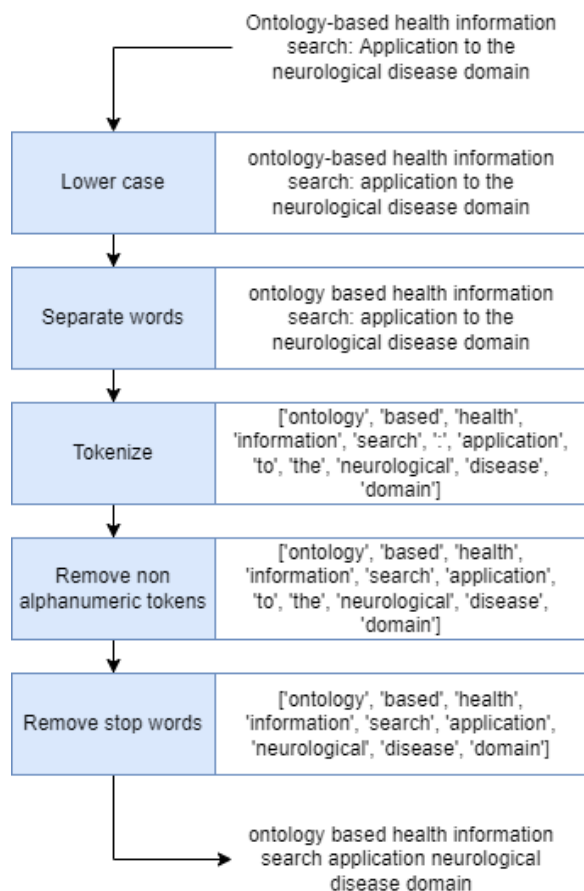 Ontology-based health information
search: Application to the
neurological disease domain
Lower case
ontology-based health information
search: application to the
neurological disease domain
Separate words
ontology based health information
search: application to the
neurological disease domain
Tokenize
['ontology', 'based', 'health',
'information', 'search', ':', 'application',
'to', 'the', 'neurological', 'disease',
'domain']
Remove non
alphanumeric tokens
['ontology', 'based', 'health',
'information', 'search', 'application',
'to', 'the', 'neurological', 'disease',
'domain']
Remove stop words
['ontology', 'based', 'health',
'information', 'search', 'application',
'neurological', 'disease', 'domain']
ontology based health information
search application neurological
disease domain